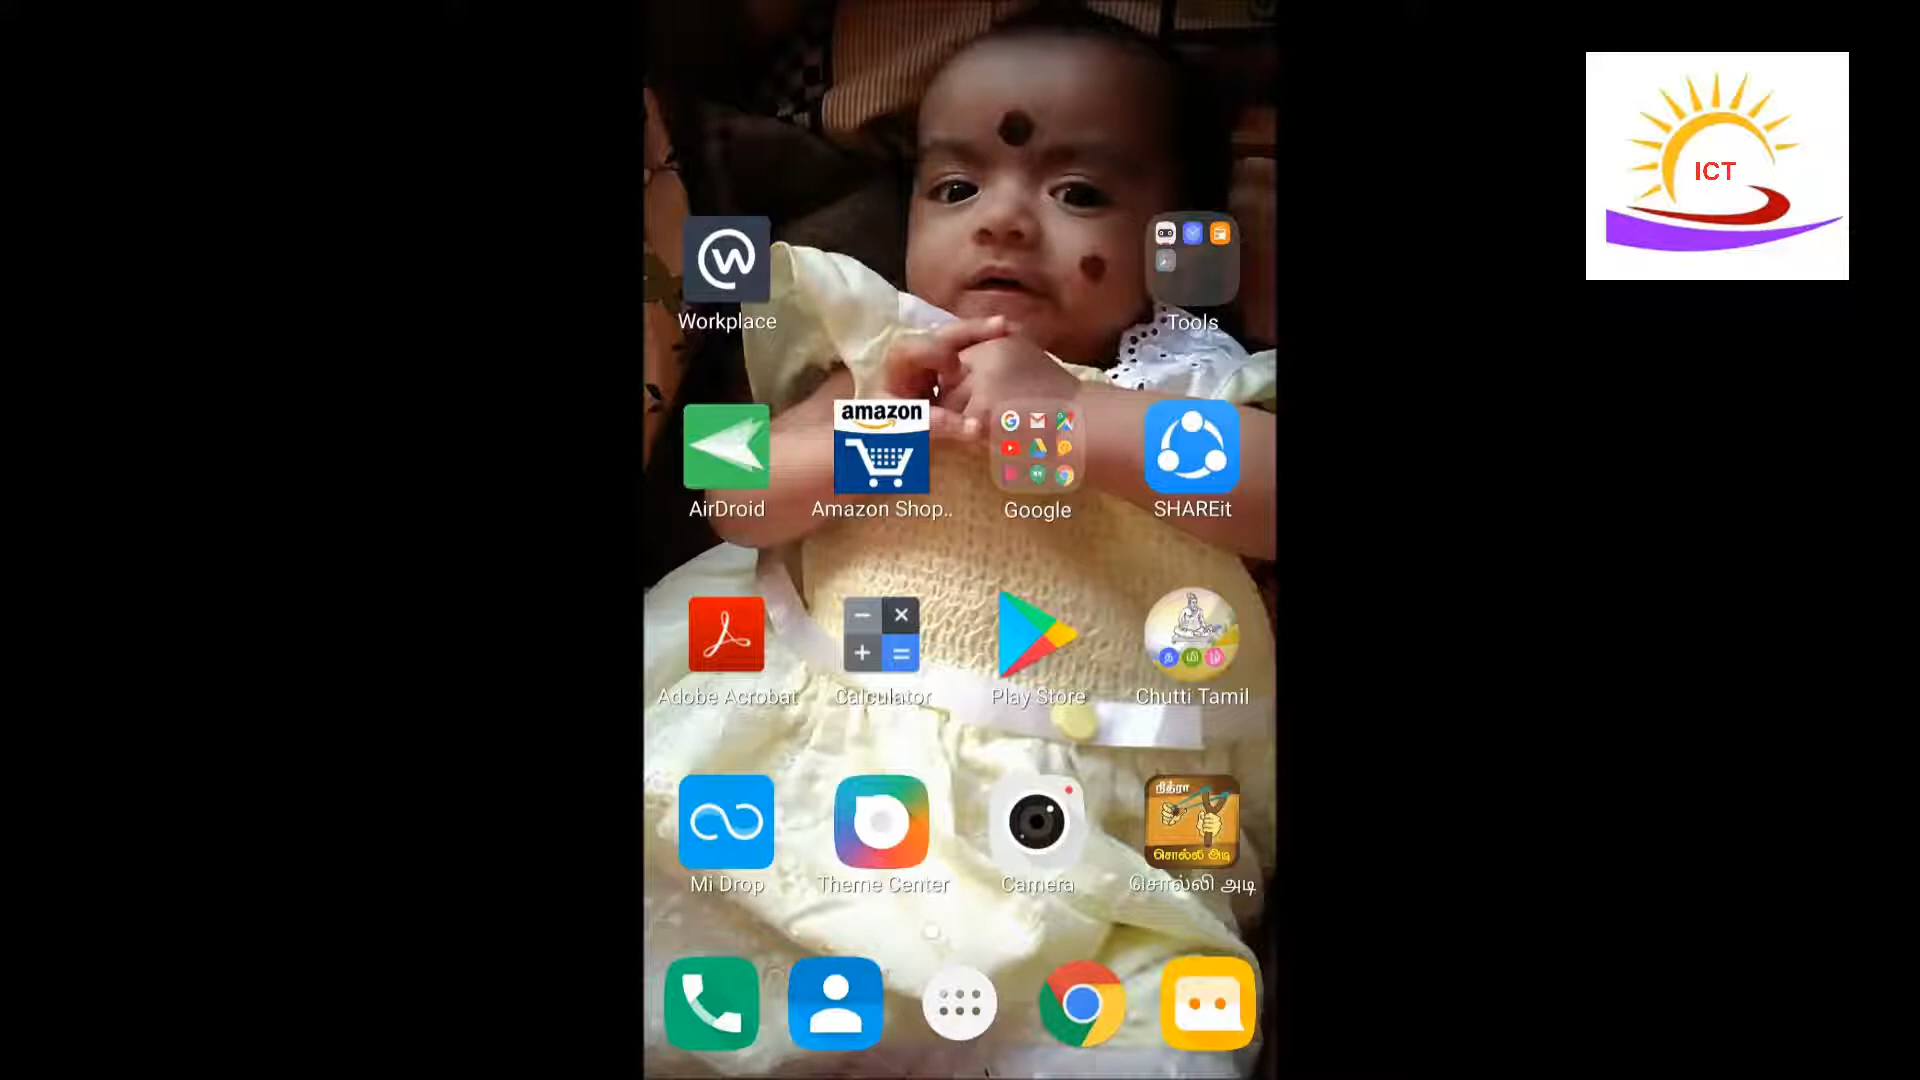 ICT
Workplace
Tools
amazon
AirDroid
Amazon Shop..
Google
SHAREit
த மி ழ்
Adobe Acrobat
Calculator
Play Store
Chutti Tamil
நித்ரா
சொல்லி அடி
Mi Drop
Theme Center
Camera
சொல்லி அடி